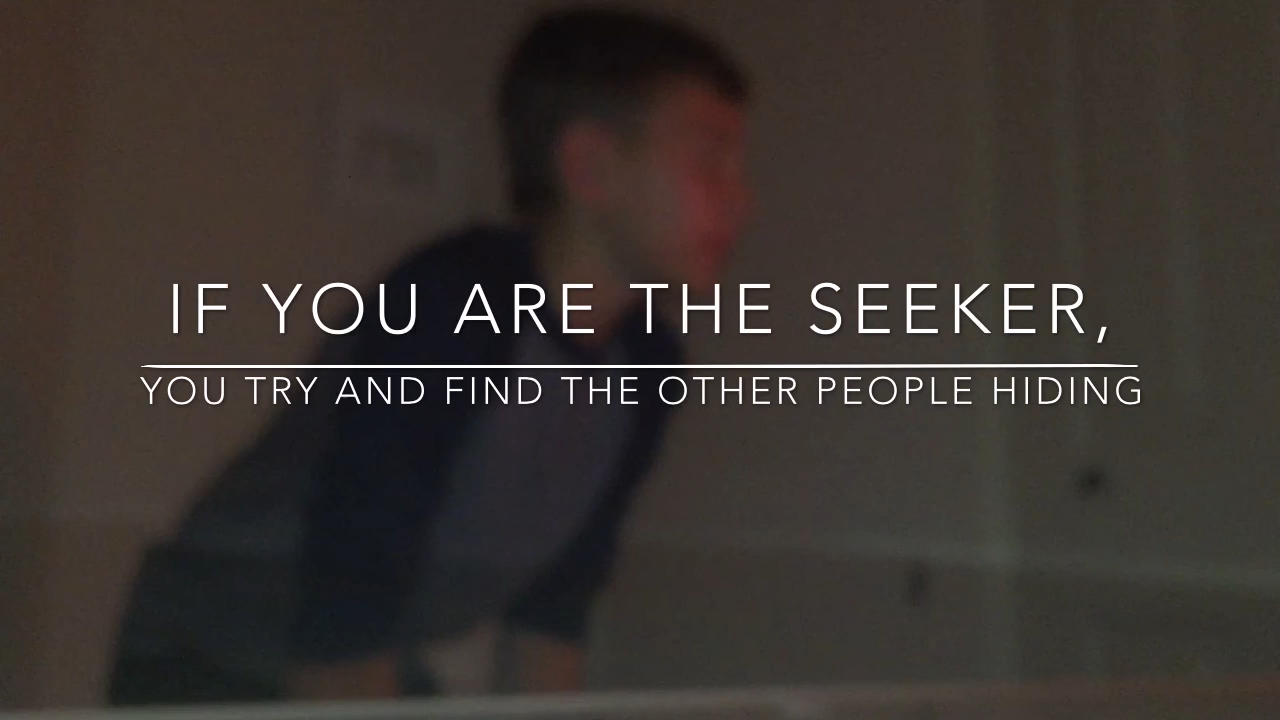 IF YOU ARE THE SEEKER,
YOU TRY AND FIND THE OTHER PEOPLE HIDING